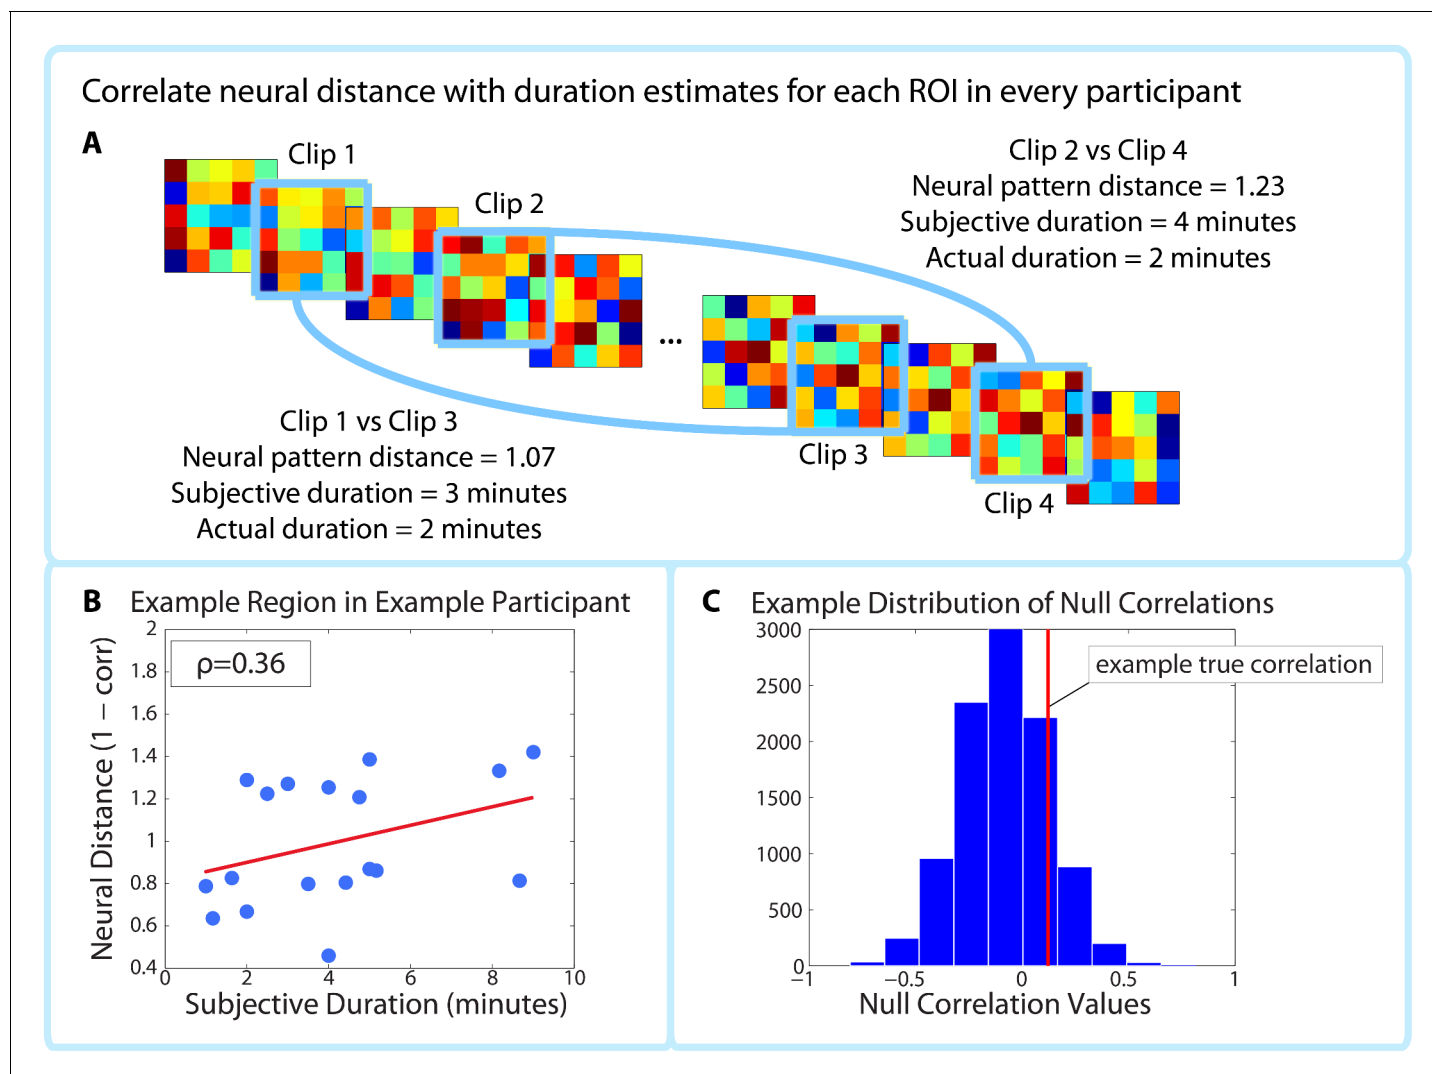 Correlate neural distance with duration estimates for each ROI in every participant
A
Clip 1
Clip 2
Clip 2 vs Clip 4
Neural pattern distance = 1.23
Subjective duration = 4 minutes
Actual duration = 2 minutes
...
Clip 1 vs Clip 3
Neural pattern distance = 1.07
Subjective duration = 3 minutes
Actual duration = 2 minutes
Clip 3
Clip 4
B Example Region in Example Participant
ρ=0.36
Neural Distance (1 − corr)
2
1.8
1.6
1.4
1.2
1
0.8
0.6
0.4
0 2 4 6 8 10
Subjective Duration (minutes)
C Example Distribution of Null Correlations
example true correlation
3000
2500
2000
1500
1000
500
0
−1 −0.5 0 0.5 1
Null Correlation Values